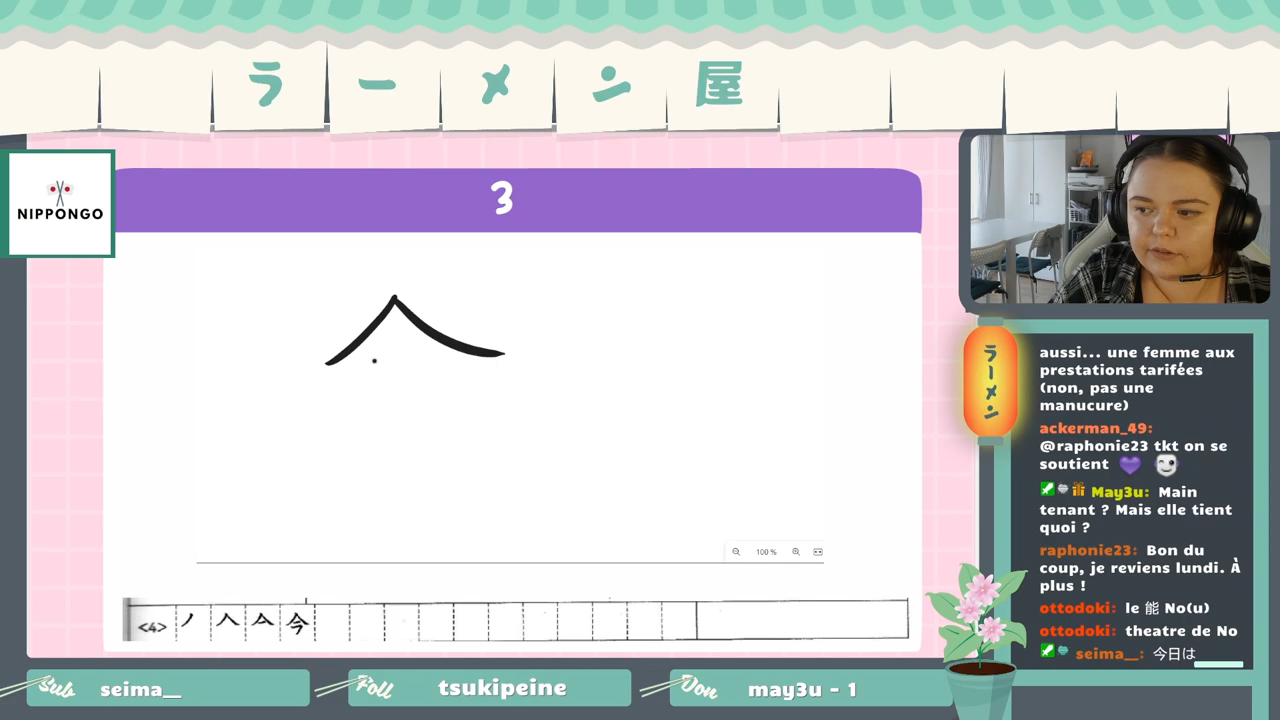 ラーメン屋
NIPPONGO
3
100 %
<4> ノ 人 亼 今
ラーメン
aussi... une femme aux
prestations tarifées
(non, pas une
manucure)
ackerman_49:
@raphonie23 tkt on se
soutient
May3u: Main
tenant ? Mais elle tient
quoi ?
raphonie23: Bon du
coup, je reviens lundi. À
plus !
ottodoki: le 能 No(u)
ottodoki: theatre de No
seima__: 今日は
Sub seima__
Foll tsukipeine
Don may3u - 1